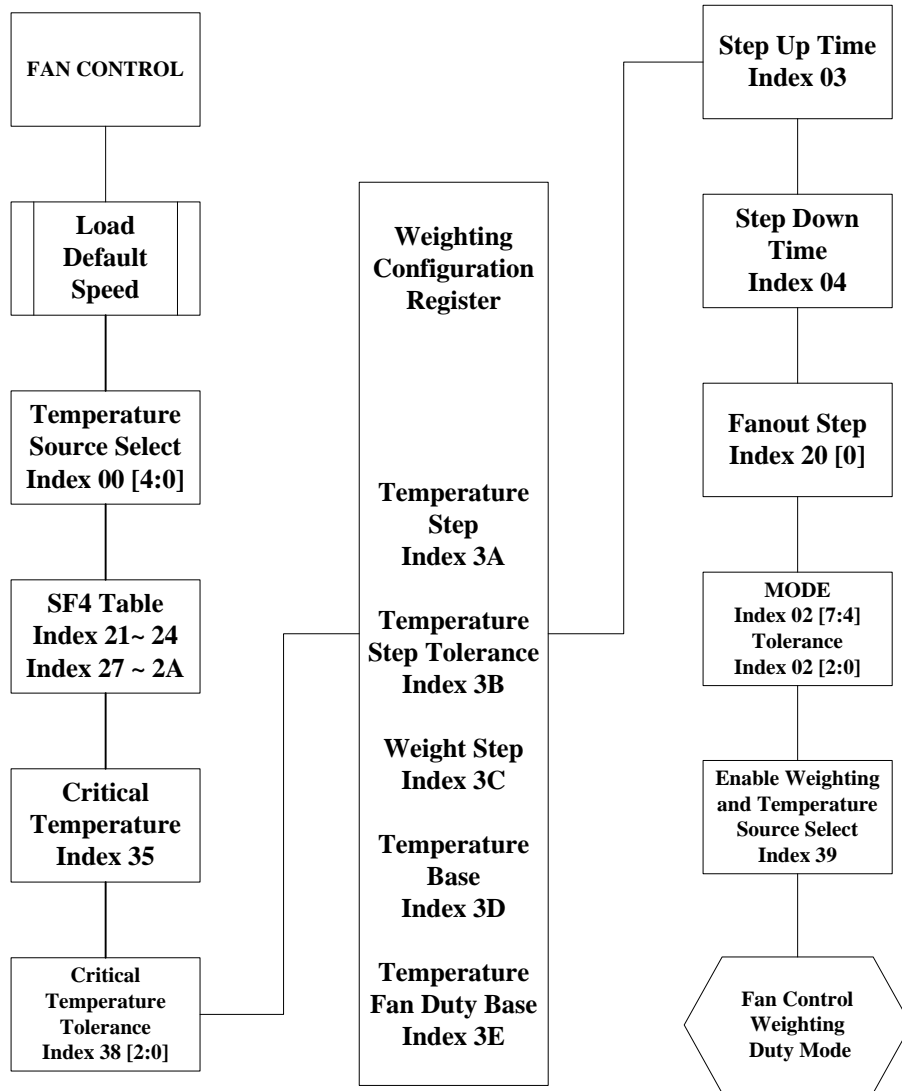 FAN CONTROL
Load
Default
Speed
Temperature
Source Select
Index 00 [4:0]
SF4 Table
Index 21~ 24
Index 27 ~ 2A
Critical
Temperature
Index 35
Critical
Temperature
Tolerance
Index 38 [2:0]
Weighting
Configuration
Register
Temperature
Step
Index 3A
Temperature
Step Tolerance
Index 3B
Weight Step
Index 3C
Temperature
Base
Index 3D
Temperature
Fan Duty Base
Index 3E
Step Up Time
Index 03
Step Down
Time
Index 04
Fanout Step
Index 20 [0]
MODE
Index 02 [7:4]
Tolerance
Index 02 [2:0]
Enable Weighting
and Temperature
Source Select
Index 39
Fan Control
Weighting
Duty Mode